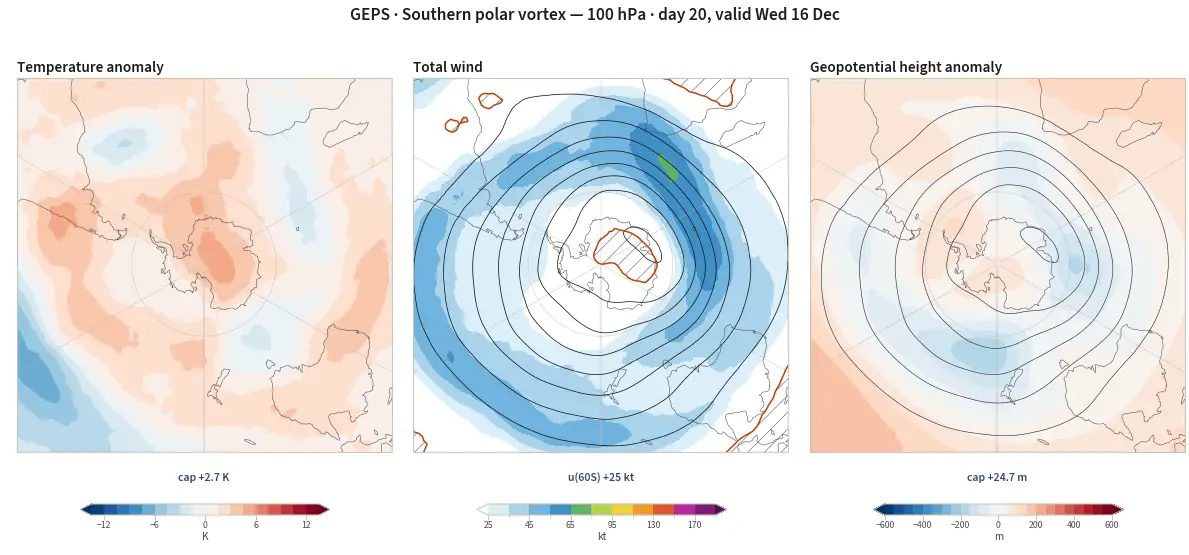 GEPS · Southern polar vortex — 100 hPa · day 20, valid Wed 16 Dec
Temperature anomaly
Total wind
Geopotential height anomaly
cap +2.7 K
u(60S) +25 kt
cap +24.7 m
−12 −6 0 6 12
K
25 45 65 95 130 170
kt
−600 −400 −200 0 200 400 600
m